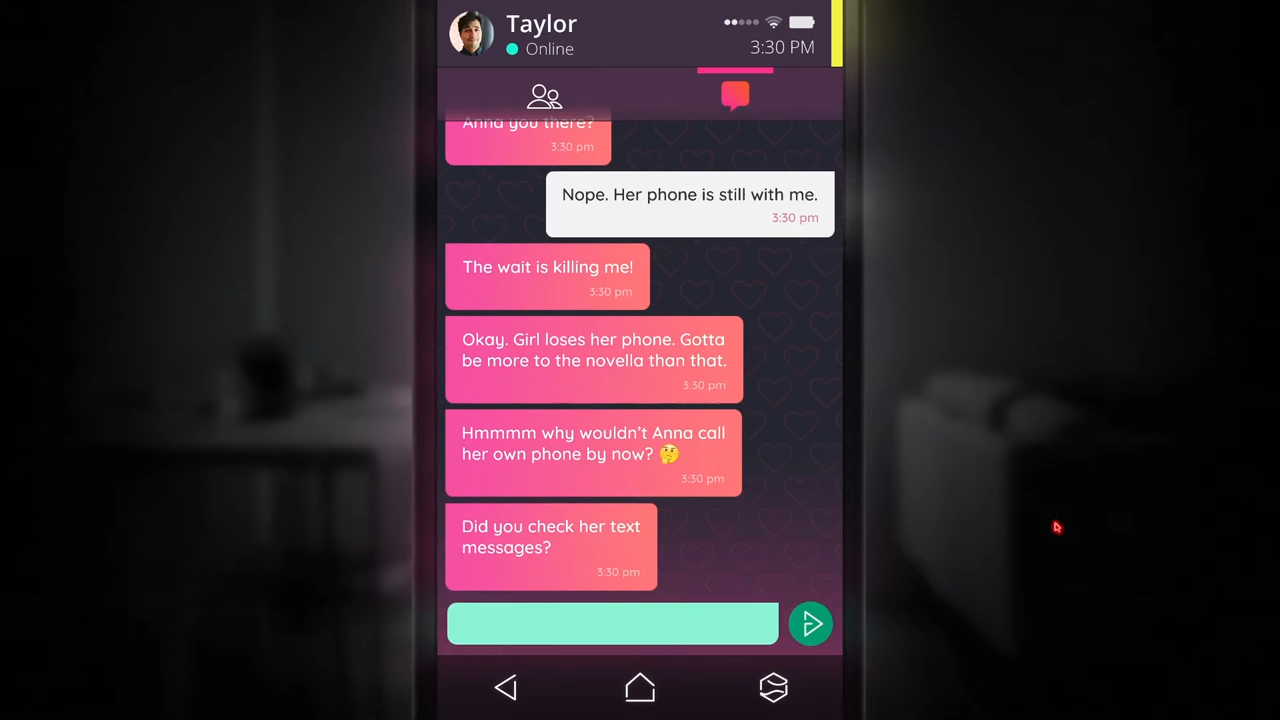 Taylor
Online
3:30 PM
Anna you there?
3:30 pm
Nope. Her phone is still with me.
3:30 pm
The wait is killing me!
3:30 pm
Okay. Girl loses her phone. Gotta
be more to the novella than that.
3:30 pm
Hmmmm why wouldn't Anna call
her own phone by now? 🤔
3:30 pm
Did you check her text
messages?
3:30 pm